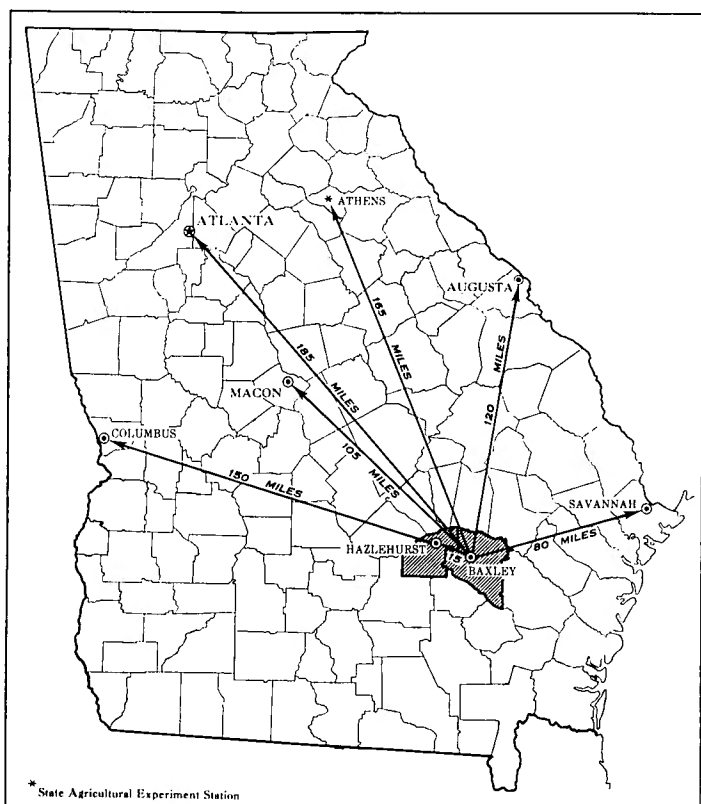 * ATHENS
ATLANTA
AUGUSTA
165 MILES
185 MILES
120 MILES
MACON
COLUMBUS
105 MILES
150 MILES
SAVANNAH
HAZLEHURST
15
80 MILES
BAXLEY
* State Agricultural Experiment Station